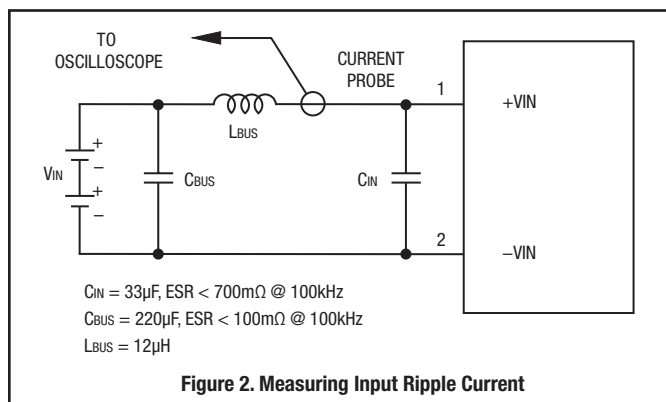 TO
OSCILLOSCOPE
CURRENT
PROBE
1
+VIN
LBUS
+
VIN
−
+
−
CBUS
CIN
2
−VIN
CIN = 33µF, ESR < 700mΩ @ 100kHz
CBUS = 220µF, ESR < 100mΩ @ 100kHz
LBUS = 12µH
Figure 2. Measuring Input Ripple Current